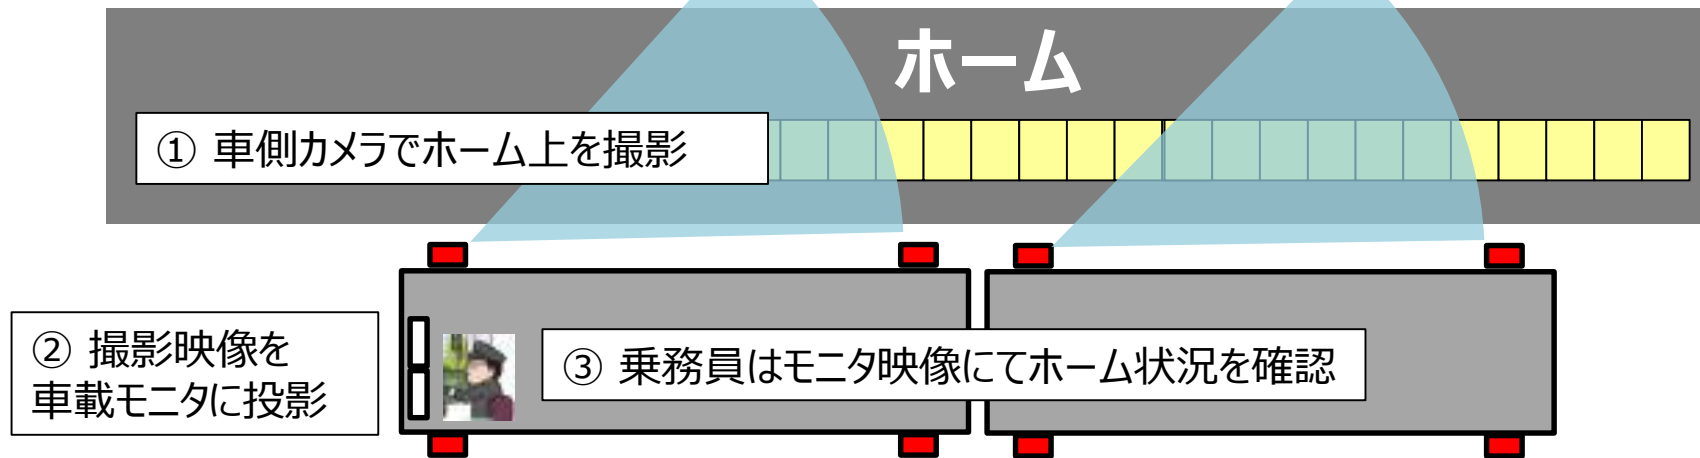 ホーム
① 車側カメラでホーム上を撮影
② 撮影映像を
車載モニタに投影
③ 乗務員はモニタ映像にてホーム状況を確認